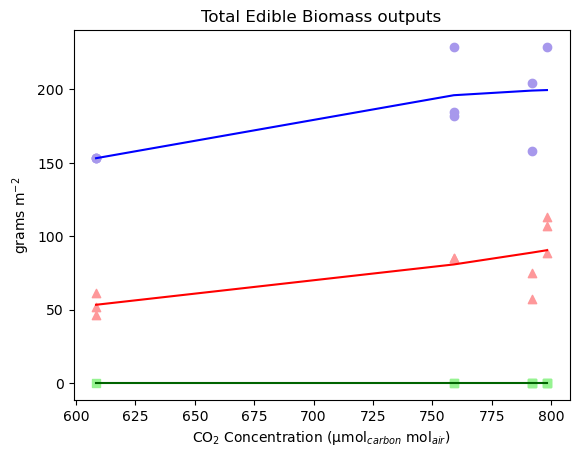 Total Edible Biomass outputs
grams m⁻²
200
150
100
50
0
600 625 650 675 700 725 750 775 800
CO₂ Concentration (μmol_carbon mol_air)